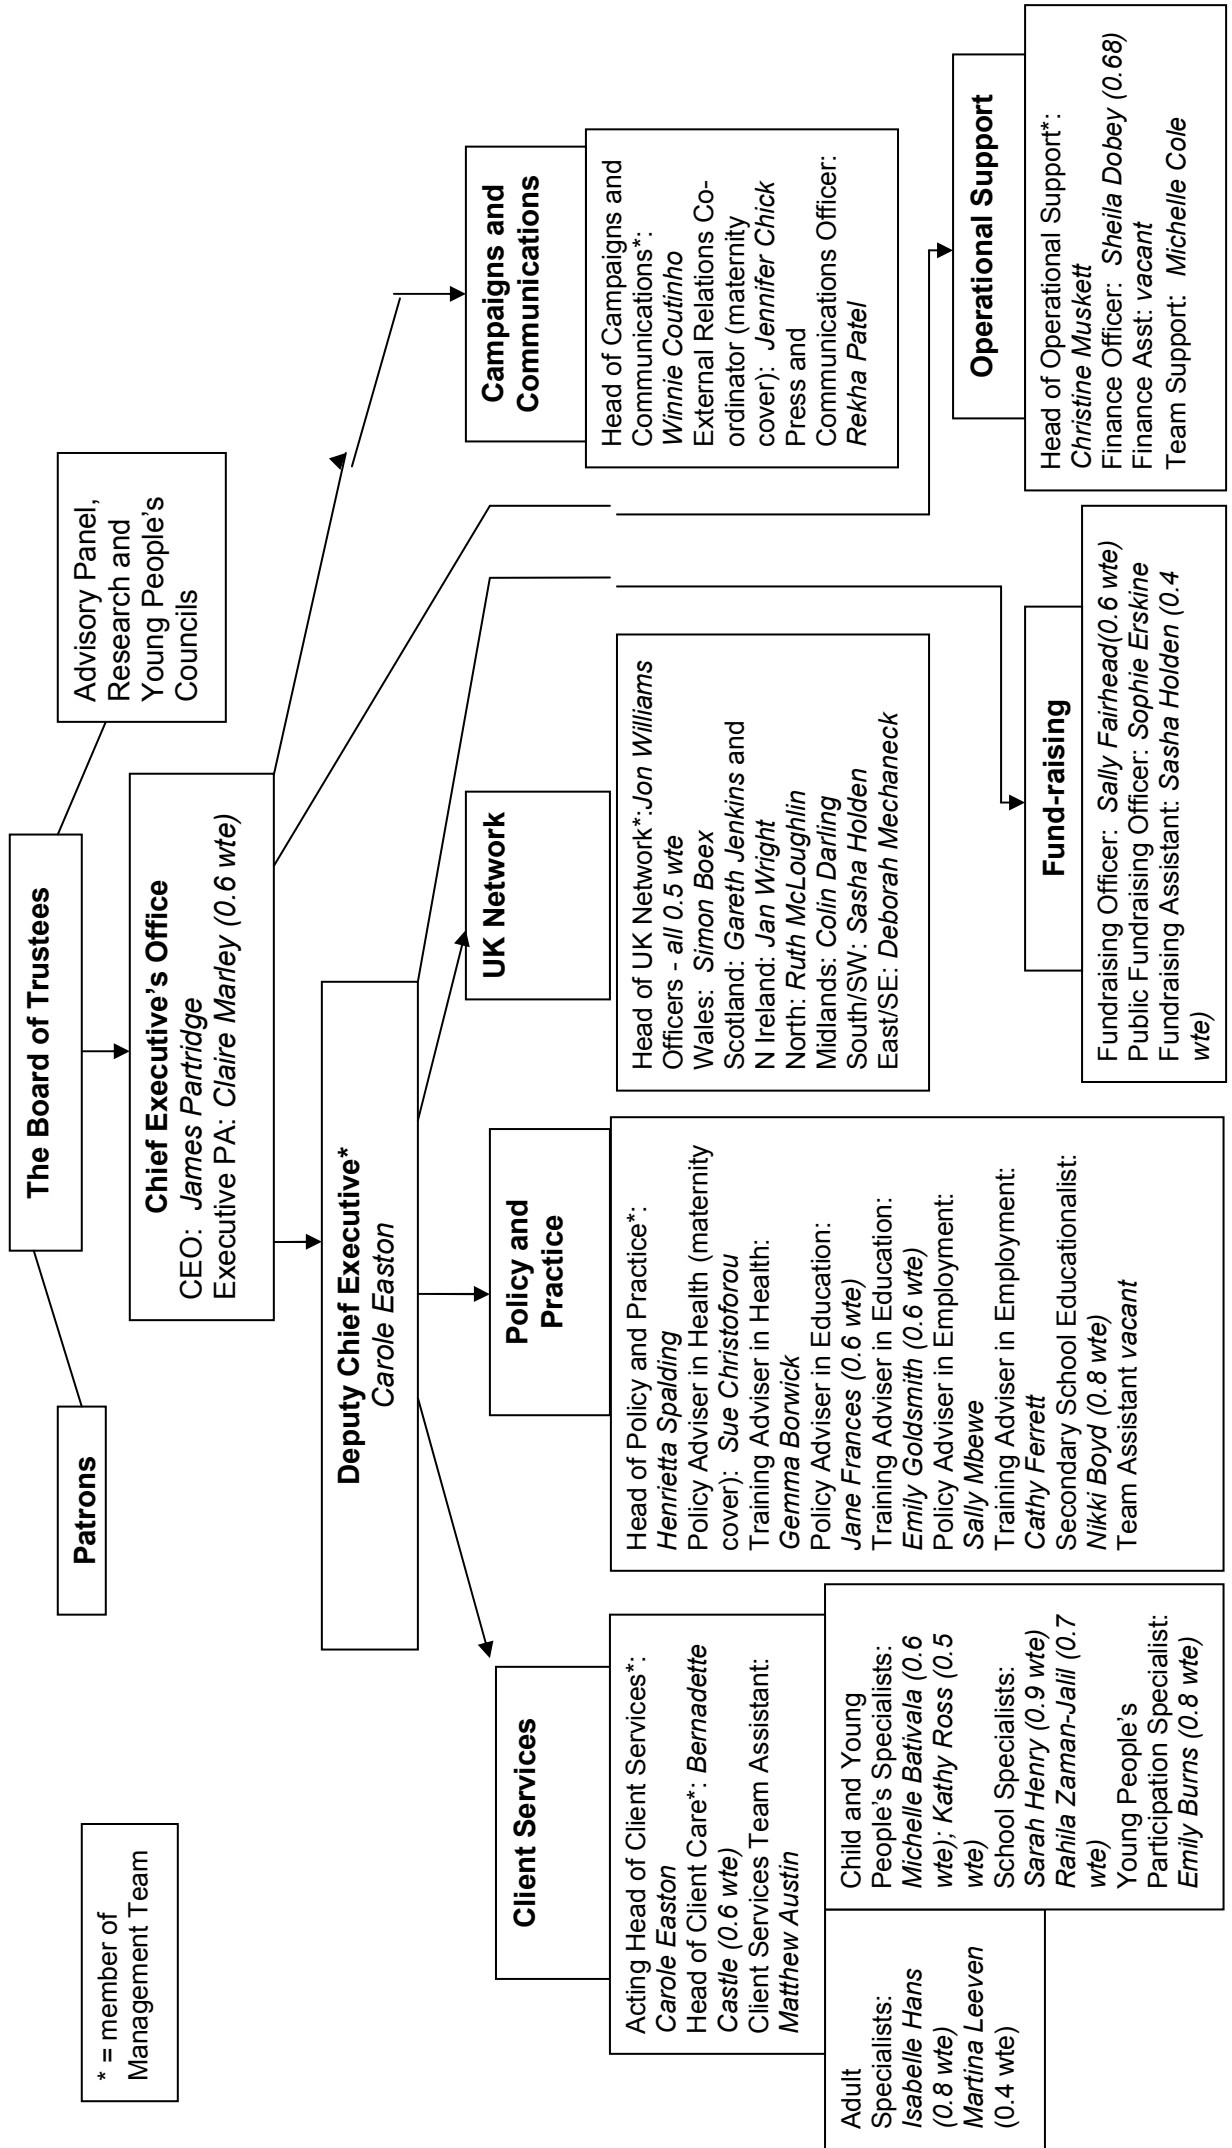 * = member of
Management Team
Patrons
The Board of Trustees
Advisory Panel,
Research and
Young People's
Councils
Chief Executive's Office
CEO: James Partridge
Executive PA: Claire Marley (0.6 wte)
Deputy Chief Executive*
Carole Easton
Client Services
Acting Head of Client Services*:
Carole Easton
Head of Client Care*: Bernadette
Castle (0.6 wte)
Client Services Team Assistant:
Matthew Austin
Adult
Specialists:
Isabelle Hans
(0.8 wte)
Martina Leeven
(0.4 wte)
Child and Young
People's Specialists:
Michelle Bativala (0.6
wte); Kathy Ross (0.5
wte)
School Specialists:
Sarah Henry (0.9 wte)
Rahila Zaman-Jalil (0.7
wte)
Young People's
Participation Specialist:
Emily Burns (0.8 wte)
Policy and
Practice
Head of Policy and Practice*:
Henrietta Spalding
Policy Adviser in Health (maternity
cover): Sue Christoforou
Training Adviser in Health:
Gemma Borwick
Policy Adviser in Education:
Jane Frances (0.6 wte)
Training Adviser in Education:
Emily Goldsmith (0.6 wte)
Policy Adviser in Employment:
Sally Mbewe
Training Adviser in Employment:
Cathy Ferrett
Secondary School Educationalist:
Nikki Boyd (0.8 wte)
Team Assistant vacant
UK Network
Head of UK Network*:Jon Williams
Officers - all 0.5 wte
Wales: Simon Boex
Scotland: Gareth Jenkins and
N Ireland: Jan Wright
North: Ruth McLoughlin
Midlands: Colin Darling
South/SW: Sasha Holden
East/SE: Deborah Mechaneck
Fund-raising
Fundraising Officer: Sally Fairhead(0.6 wte)
Public Fundraising Officer: Sophie Erskine
Fundraising Assistant: Sasha Holden (0.4
wte)
Campaigns and
Communications
Head of Campaigns and
Communications*:
Winnie Coutinho
External Relations Co-
ordinator (maternity
cover): Jennifer Chick
Press and
Communications Officer:
Rekha Patel
Operational Support
Head of Operational Support*:
Christine Muskett
Finance Officer: Sheila Dobey (0.68)
Finance Asst: vacant
Team Support: Michelle Cole